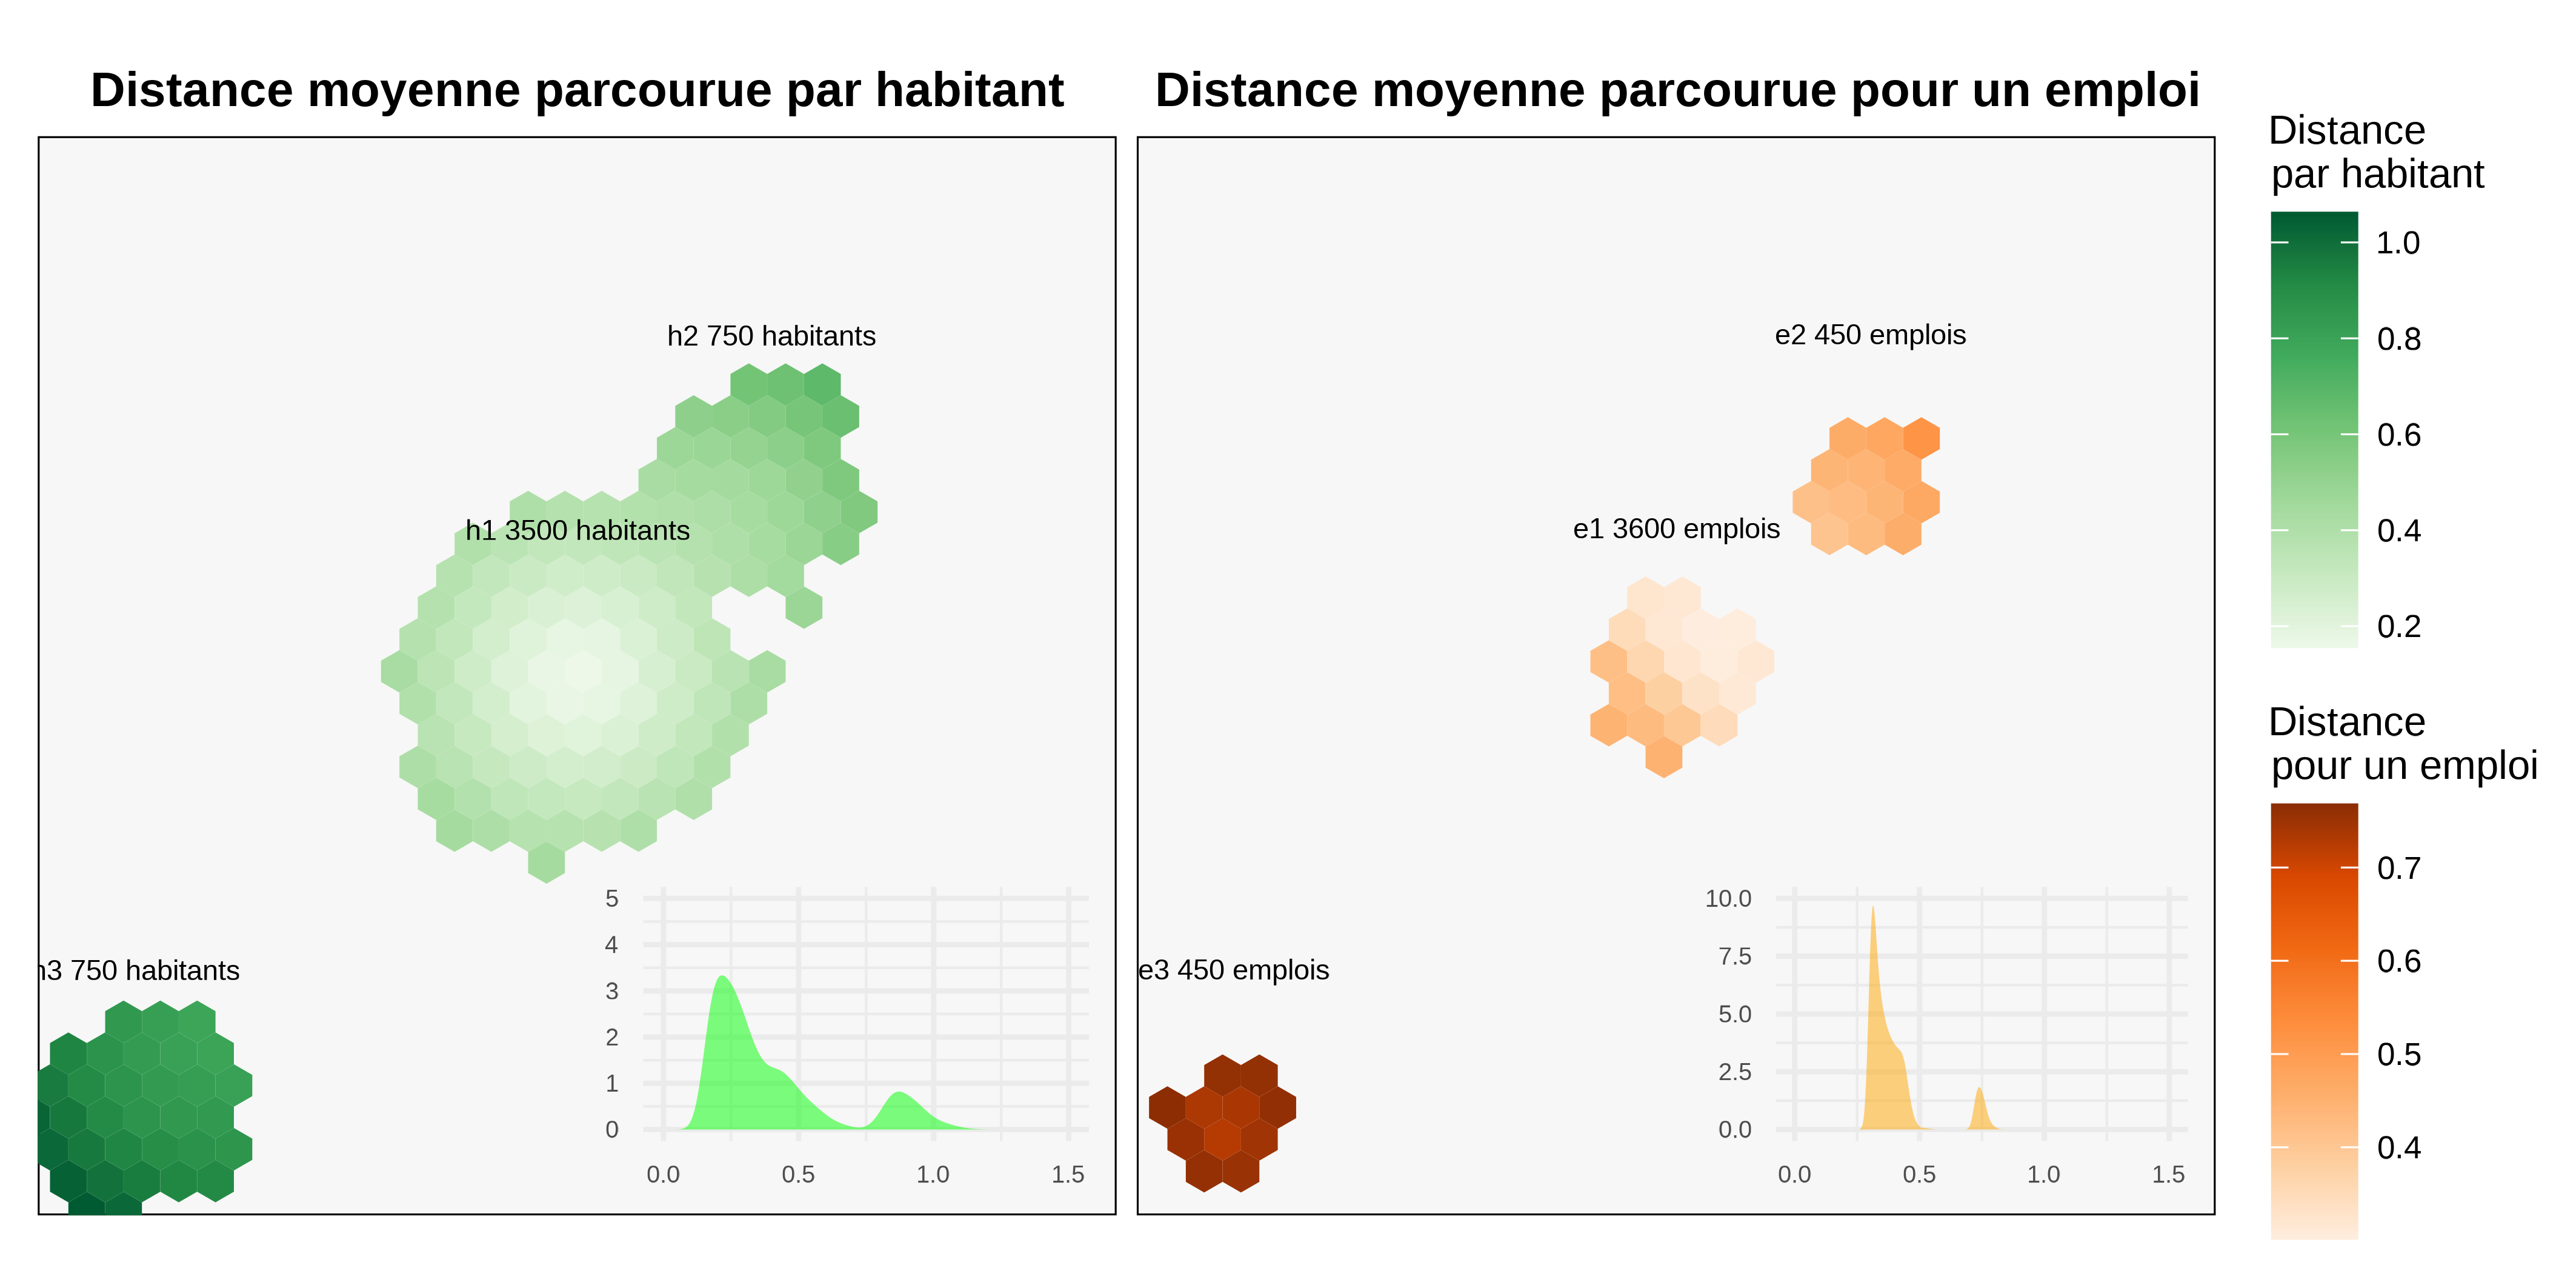 Distance moyenne parcourue par habitant
Distance moyenne parcourue pour un emploi
h2 750 habitants
h1 3500 habitants
h3 750 habitants
5
4
3
2
1
0
0.0 0.5 1.0 1.5
e2 450 emplois
e1 3600 emplois
e3 450 emplois
10.0
7.5
5.0
2.5
0.0
0.0 0.5 1.0 1.5
Distance
par habitant
1.0
0.8
0.6
0.4
0.2
Distance
pour un emploi
0.7
0.6
0.5
0.4